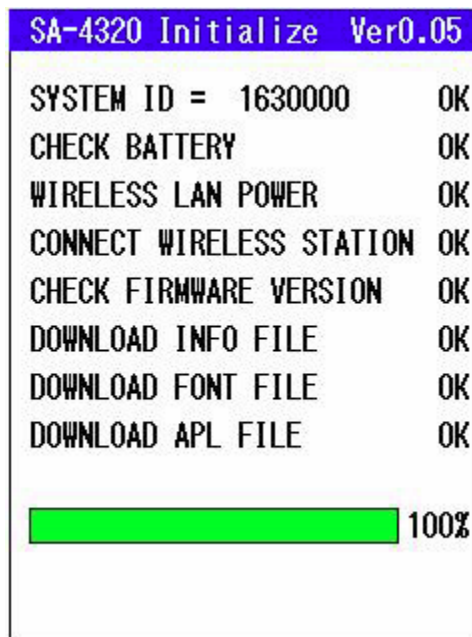 SA-4320 Initialize Ver0.05
SYSTEM ID = 1630000 OK
CHECK BATTERY OK
WIRELESS LAN POWER OK
CONNECT WIRELESS STATION OK
CHECK FIRMWARE VERSION OK
DOWNLOAD INFO FILE OK
DOWNLOAD FONT FILE OK
DOWNLOAD APL FILE OK
100%